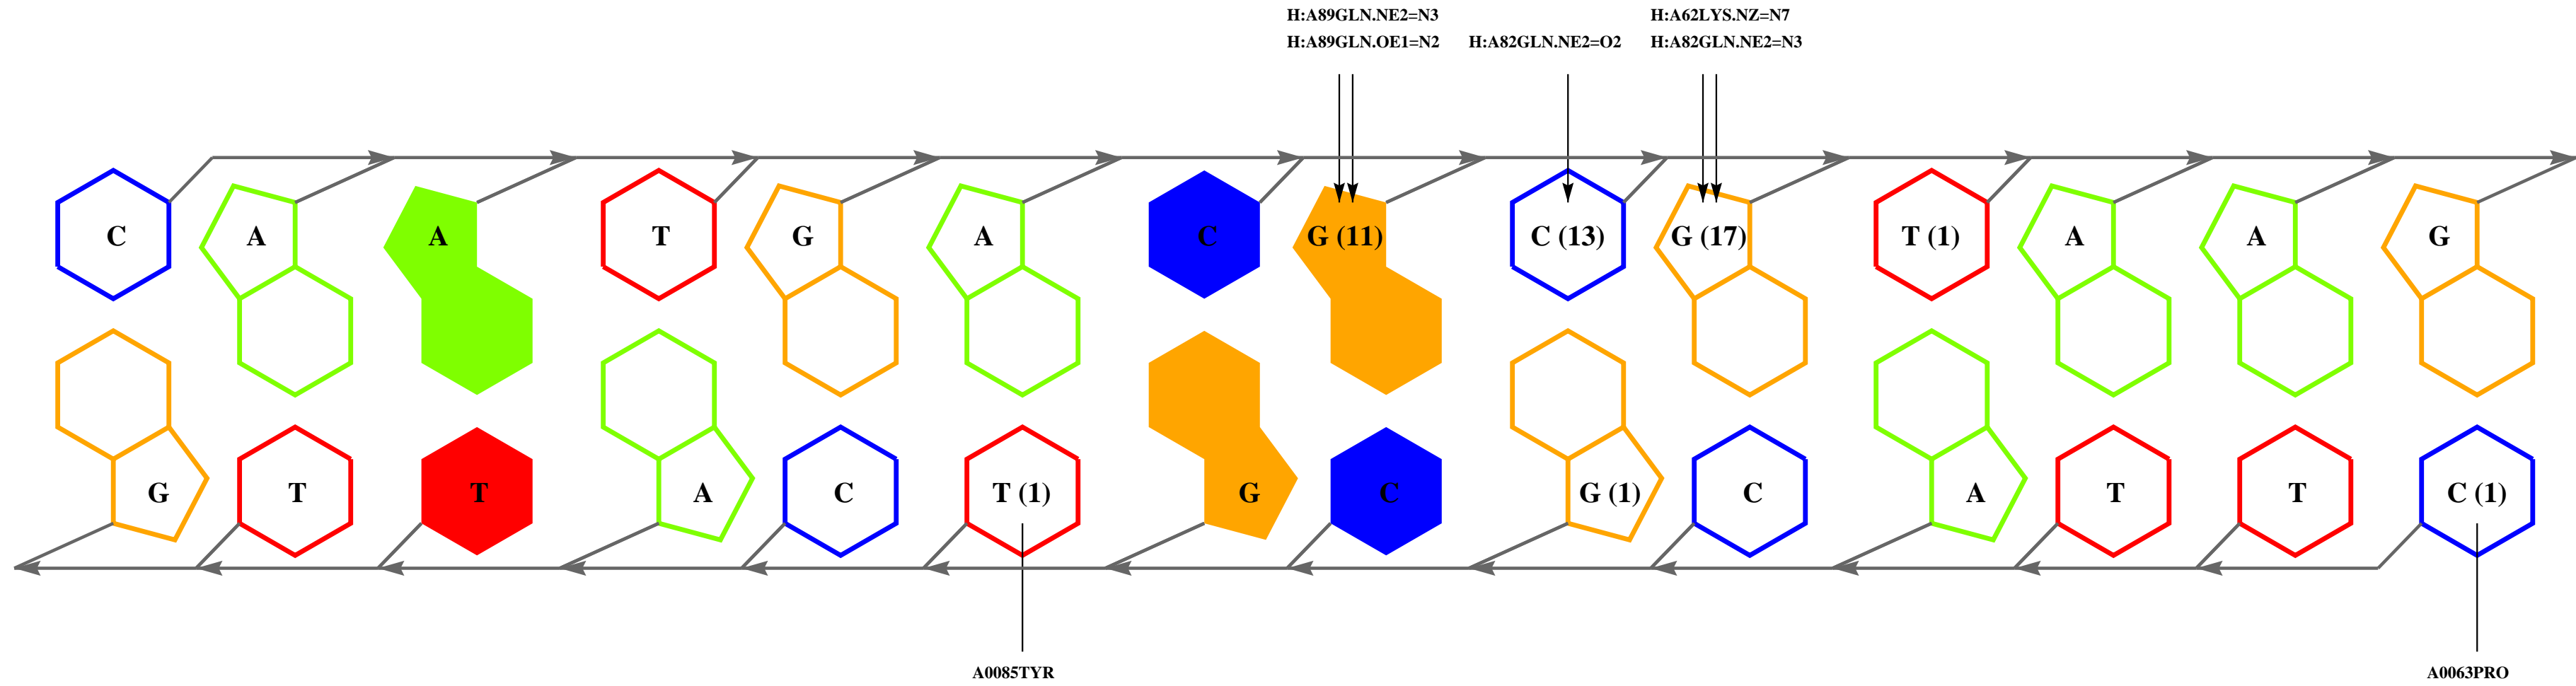 H:A89GLN.NE2=N3 H:A62LYS.NZ=N7
H:A89GLN.OE1=N2 H:A82GLN.NE2=O2 H:A82GLN.NE2=N3
C A A T G A C G (11) C (13) G (17) T (1) A A G
G T T A C T (1) G C G (1) C A T T C (1)
A0085TYR A0063PRO